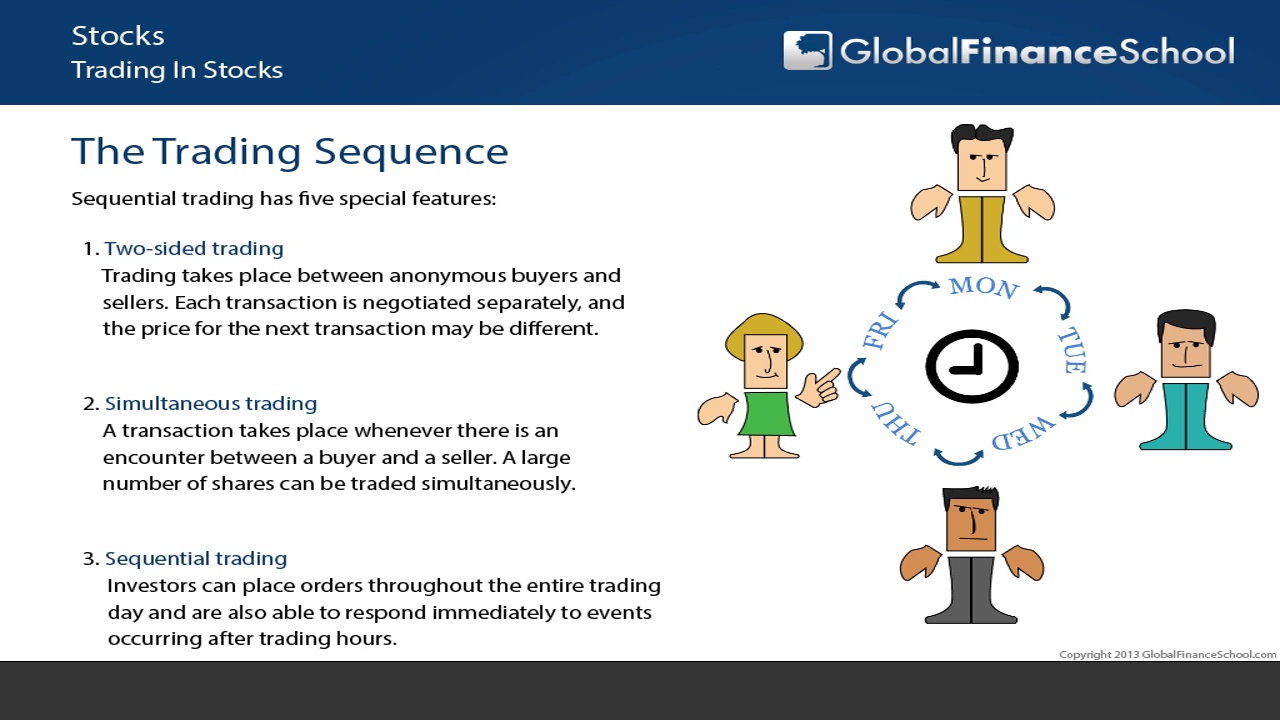 Stocks
Trading In Stocks
GlobalFinanceSchool
The Trading Sequence
Sequential trading has five special features:
1. Two-sided trading
Trading takes place between anonymous buyers and
sellers. Each transaction is negotiated separately, and
the price for the next transaction may be different.
2. Simultaneous trading
A transaction takes place whenever there is an
encounter between a buyer and a seller. A large
number of shares can be traded simultaneously.
3. Sequential trading
Investors can place orders throughout the entire trading
day and are also able to respond immediately to events
occurring after trading hours.
MON
TUE
WED
THU
FRI
Copyright 2013 GlobalFinanceSchool.com